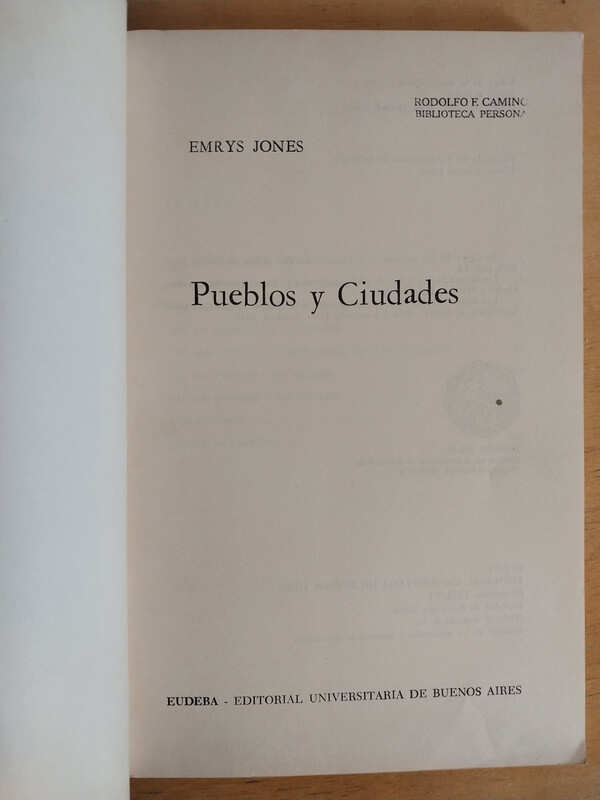 RODOLFO F. CAMINO
BIBLIOTECA PERSONA
EMRYS JONES
Pueblos y Ciudades
EUDEBA - EDITORIAL UNIVERSITARIA DE BUENOS AIRES